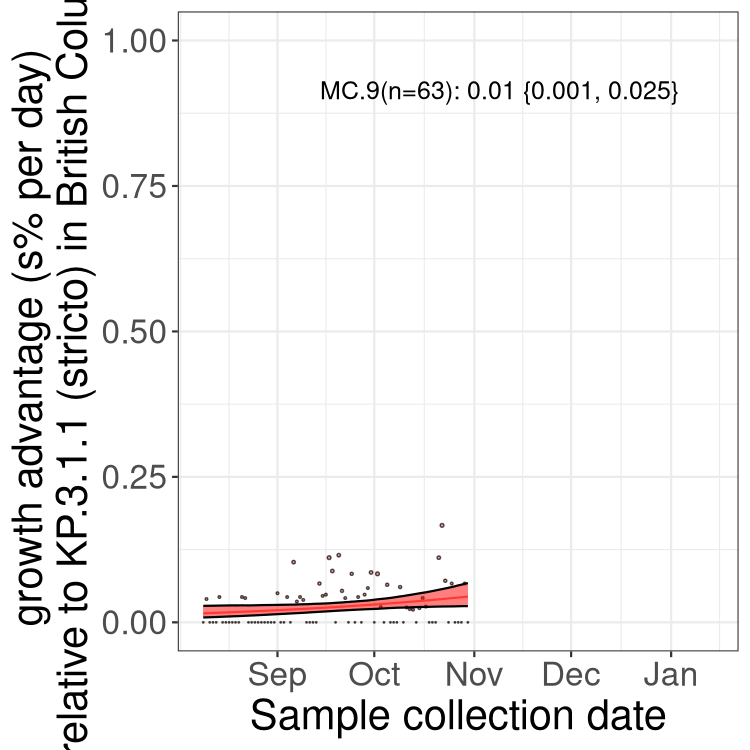 growth advantage (s% per day)
relative to KP.3.1.1 (stricto) in British Colu
1.00
0.75
0.50
0.25
0.00
MC.9(n=63): 0.01 {0.001, 0.025}
Sep Oct Nov Dec Jan
Sample collection date